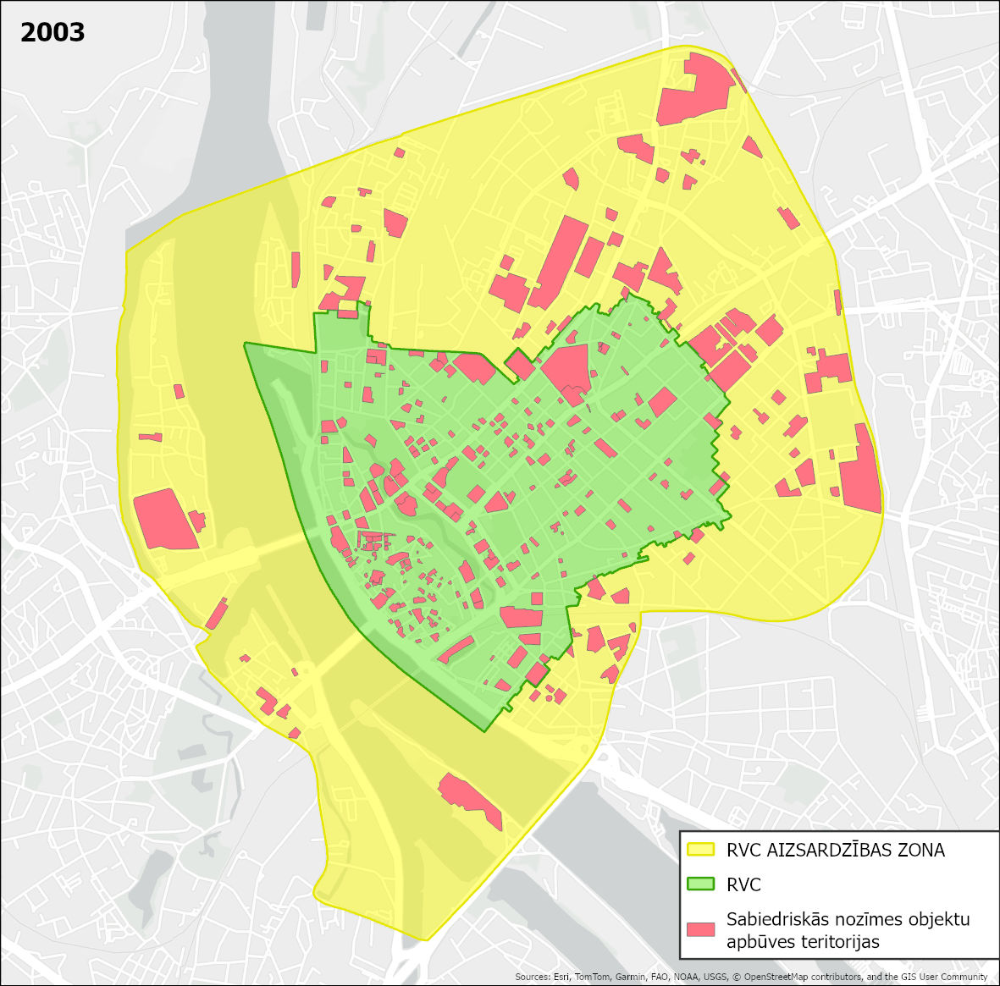 2003
RVC AIZSARDZĪBAS ZONA
RVC
Sabiedriskās nozīmes objektu
apbūves teritorijas
Sources: Esri, TomTom, Garmin, FAO, NOAA, USGS, © OpenStreetMap contributors, and the GIS User Community